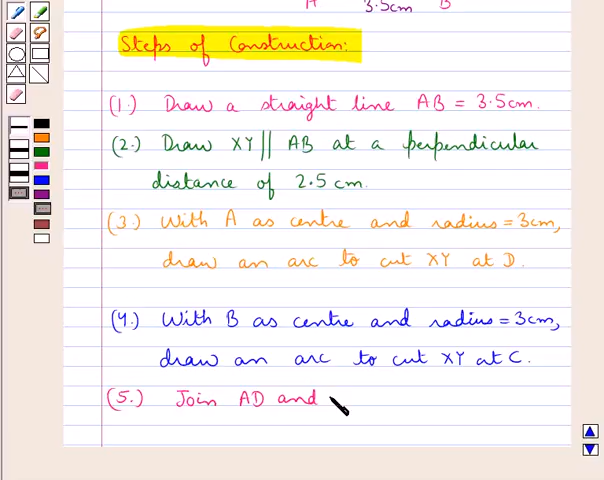 A 3.5cm B
Steps of Construction:
(1.) Draw a straight line AB = 3.5cm.
(2.) Draw XY || AB at a perpendicular
distance of 2.5 cm.
(3.) With A as centre and radius = 3cm,
draw an arc to cut XY at D.
(4.) With B as centre and radius = 3cm,
draw an arc to cut XY at C.
(5.) Join AD and